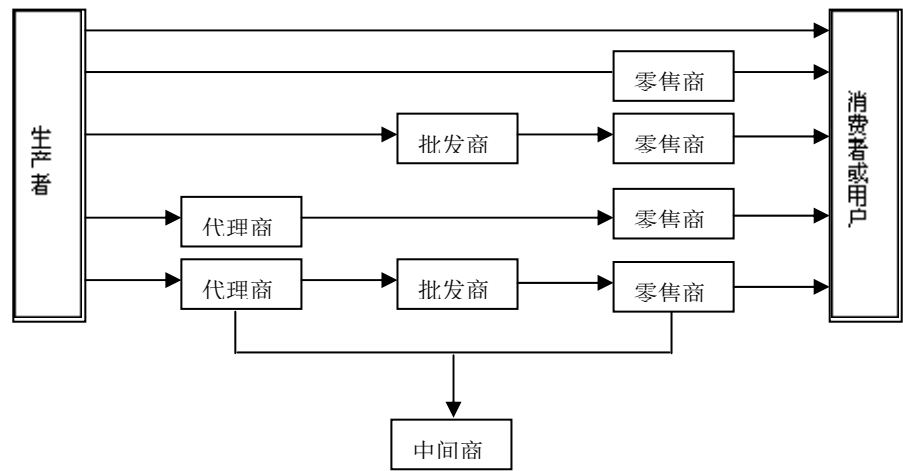 生产者
零售商
批发商
零售商
代理商
零售商
代理商
批发商
零售商
消费者或用户
中间商